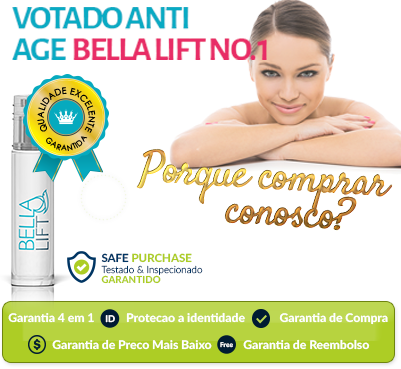 VOTADO ANTI
AGE BELLA LIFT NO.1
QUALIDADE EXCELENTE
GARANTIDA
BELLA
LIFT
Porque comprar
conosco?
SAFE PURCHASE
Testado & Inspecionado
GARANTIDO
Garantia 4 em 1 ID Protecao a identidade Garantia de Compra
$ Garantia de Preco Mais Baixo Free Garantia de Reembolso